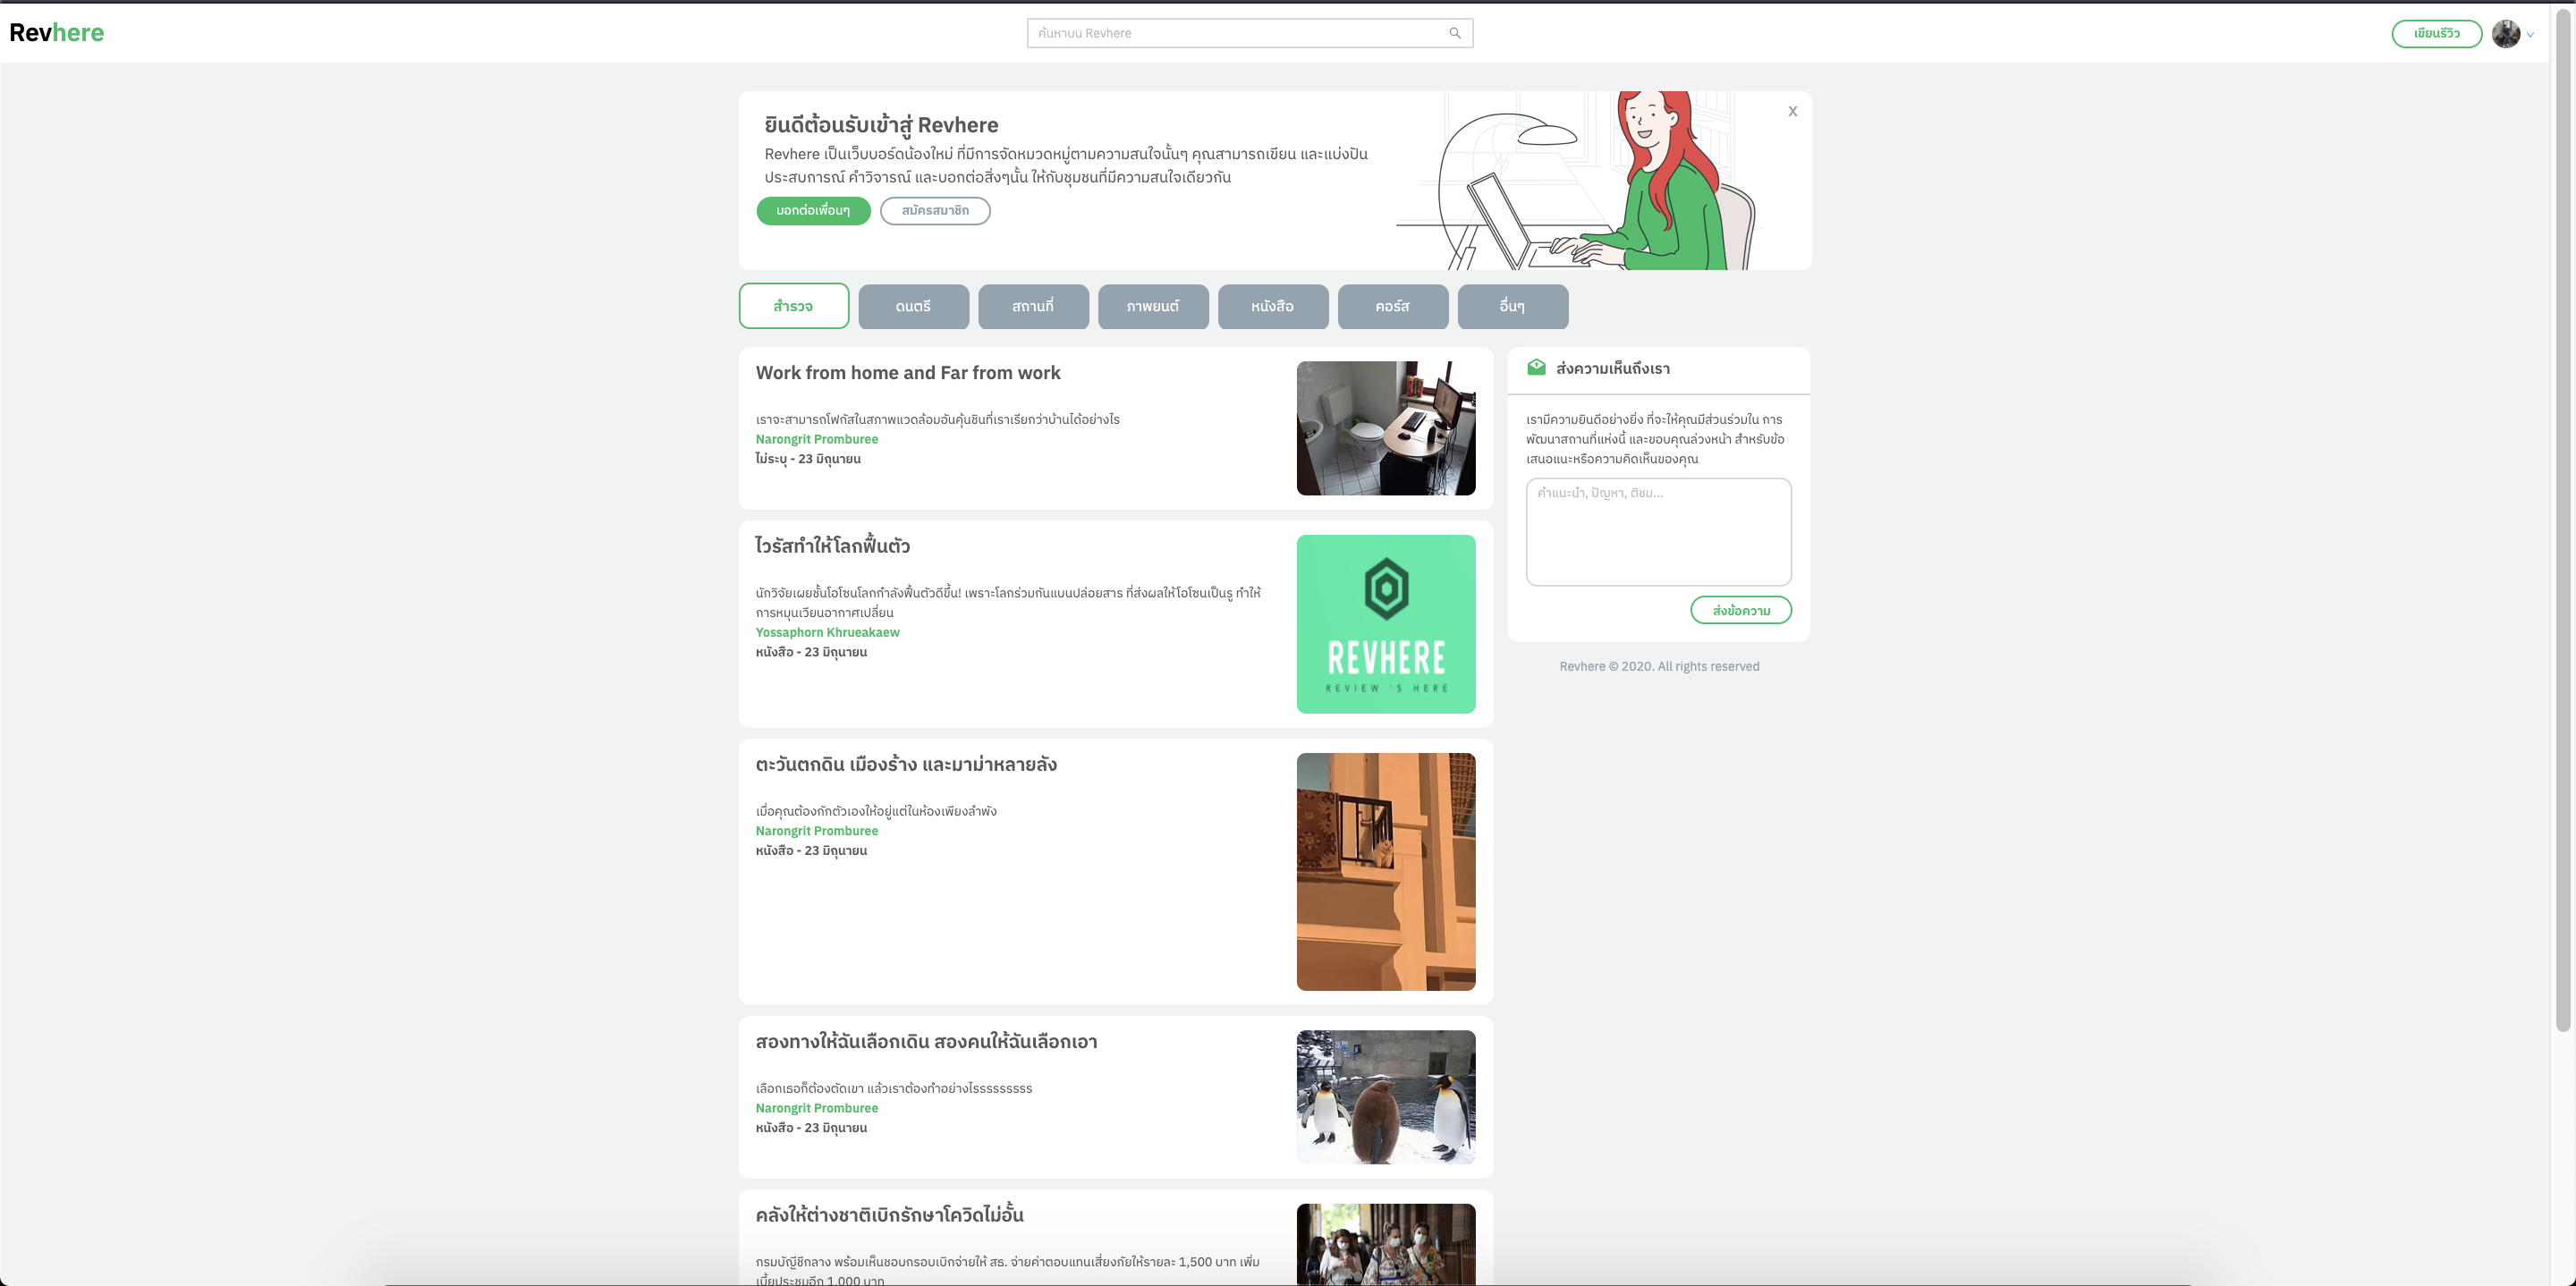 Revhere
ค้นหาบน Revhere
เขียนรีวิว
X
ยินดีต้อนรับเข้าสู่ Revhere
Revhere เป็นเว็บบอร์ดน้องใหม่ ที่มีการจัดหมวดหมู่ตามความสนใจนั้นๆ คุณสามารถเขียน และแบ่งปัน
ประสบการณ์ คำวิจารณ์ และบอกต่อสิ่งๆนั้น ให้กับชุมชนที่มีความสนใจเดียวกัน
บอกต่อเพื่อนๆ
สมัครสมาชิก
สำรวจ
ดนตรี
สถานที่
ภาพยนต์
หนังสือ
คอร์ส
อื่นๆ
Work from home and Far from work
เราจะสามารถโฟกัสในสภาพแวดล้อมอันคุ้นชินที่เราเรียกว่าบ้านได้อย่างไร
Narongrit Promburee
ไม่ระบุ - 23 มิถุนายน
ไวรัสทำให้โลกฟื้นตัว
นักวิจัยเผยชั้นโอโซนโลกกำลังฟื้นตัวดีขึ้น! เพราะโลกร่วมกันแบนปล่อยสาร ที่ส่งผลให้โอโซนเป็นรู ทำให้
การหมุนเวียนอากาศเปลี่ยน
Yossaphorn Khrueakaew
หนังสือ - 23 มิถุนายน
REVHERE
REVIEW 'S HERE
ตะวันตกดิน เมืองร้าง และมาม่าหลายลัง
เมื่อคุณต้องกักตัวเองให้อยู่แต่ในห้องเพียงลำพัง
Narongrit Promburee
หนังสือ - 23 มิถุนายน
สองทางให้ฉันเลือกเดิน สองคนให้ฉันเลือกเอา
เลือกเธอก็ต้องตัดเขา แล้วเราต้องทำอย่างไรรรรรรรรร
Narongrit Promburee
หนังสือ - 23 มิถุนายน
คลังให้ต่างชาติเบิกรักษาโควิดไม่อั้น
กรมบัญชีกลาง พร้อมเห็นชอบกรอบเบิกจ่ายให้ สธ. จ่ายค่าตอบแทนเสี่ยงภัยให้รายละ 1,500 บาท เพิ่ม
เบี้ยประชุมอีก 1,000 บาท
ส่งความเห็นถึงเรา
เรามีความยินดีอย่างยิ่ง ที่จะให้คุณมีส่วนร่วมใน การ
พัฒนาสถานที่แห่งนี้ และขอบคุณล่วงหน้า สำหรับข้อ
เสนอแนะหรือความคิดเห็นของคุณ
คำแนะนำ, ปัญหา, ติชม...
ส่งข้อความ
Revhere © 2020. All rights reserved